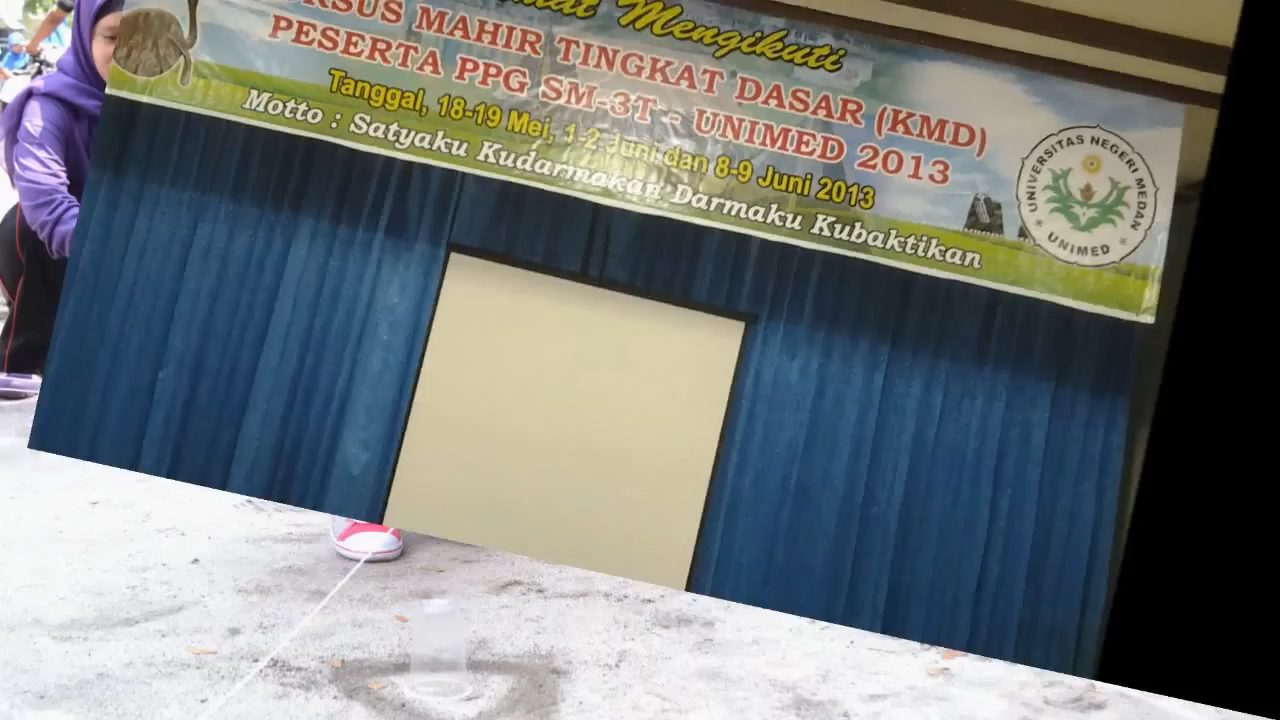 Mengikuti
MAHIR TINGKAT DASAR (KMD)
PESERTA PPG SM-3T - UNIMED 2013
Tanggal, 18-19 Mei, 1-2 Juni dan 8-9 Juni 2013
Motto : Satyaku Kudarmakan Darmaku Kubaktikan
UNIVERSITAS NEGERI MEDAN
UNIMED